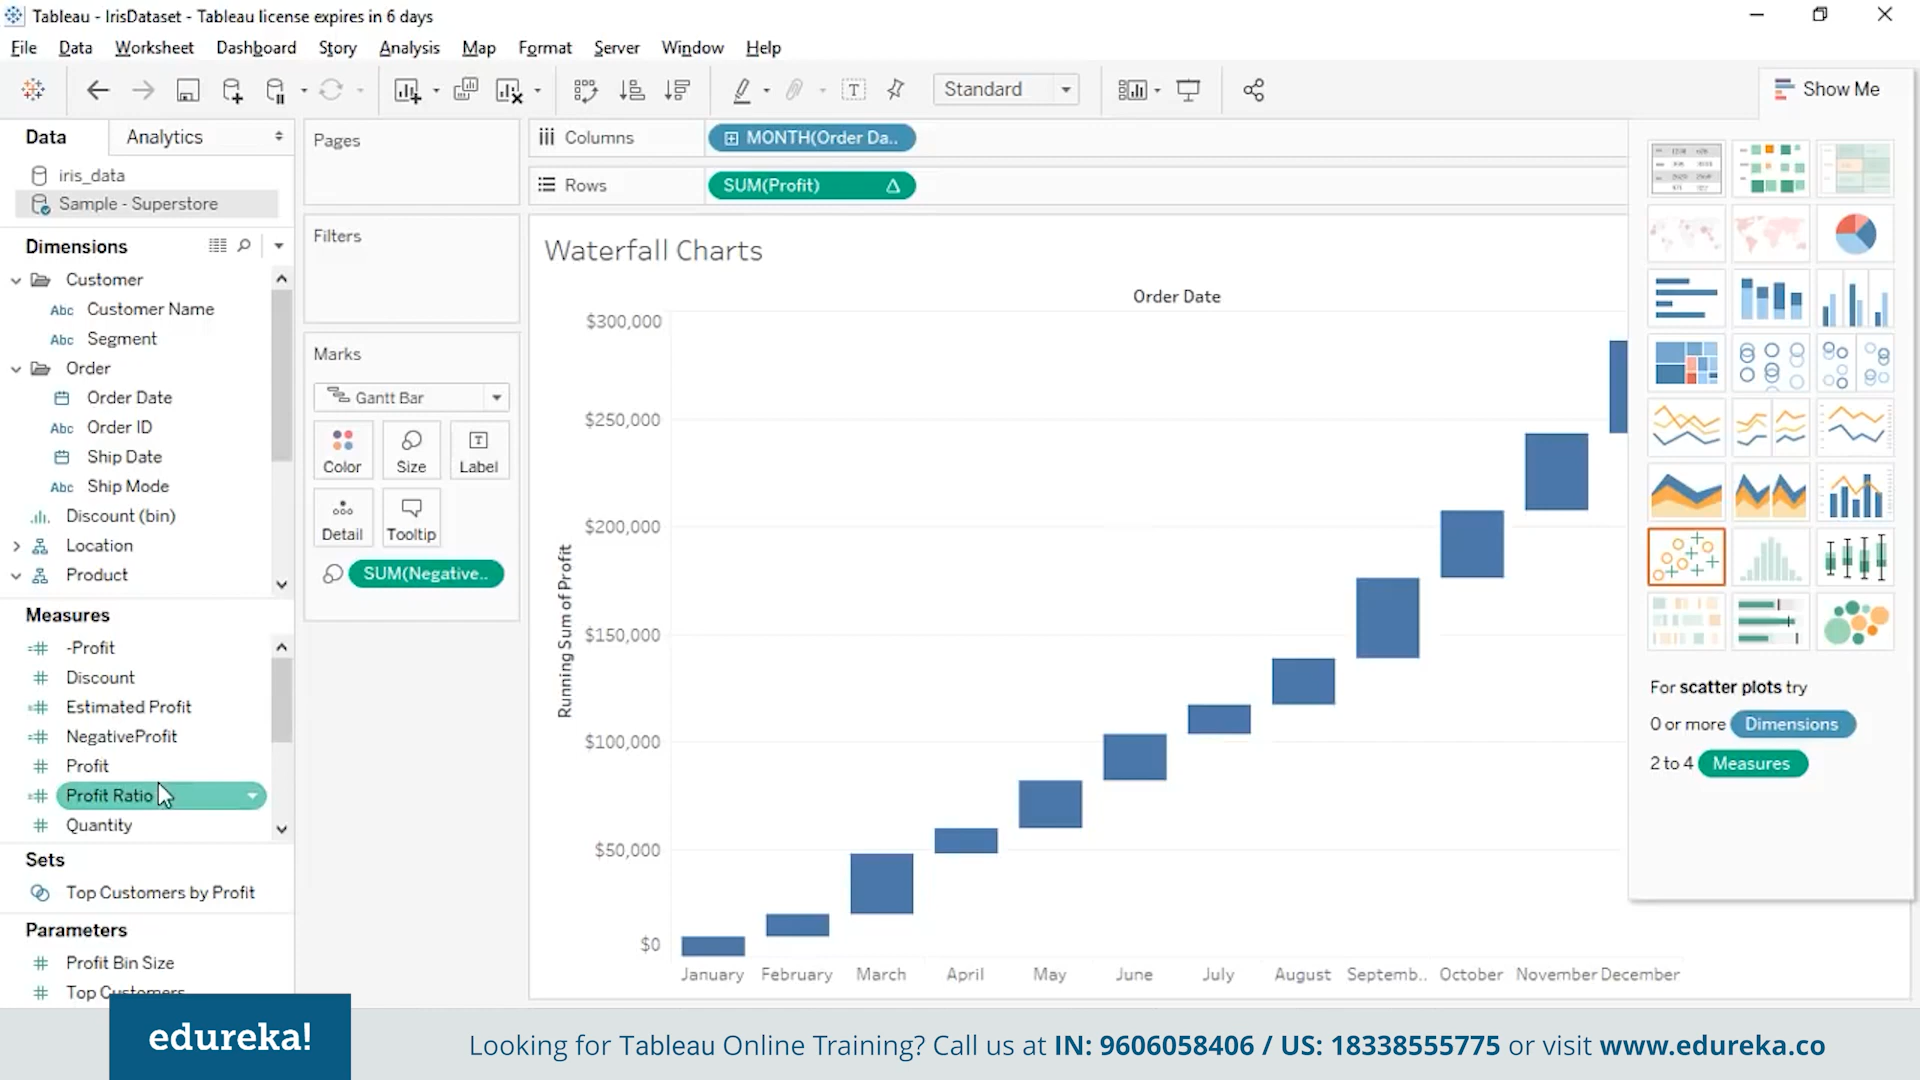 Tableau - IrisDataset - Tableau license expires in 6 days
File Data Worksheet Dashboard Story Analysis Map Format Server Window Help
Standard
Show Me
Data
Analytics
iris_data
Sample - Superstore
Dimensions
Customer
Abc Customer Name
Abc Segment
Order
Order Date
Abc Order ID
Ship Date
Abc Ship Mode
Discount (bin)
Location
Product
Measures
-Profit
Discount
Estimated Profit
NegativeProfit
Profit
Profit Ratio
Quantity
Sets
Top Customers by Profit
Parameters
Profit Bin Size
Top Customers
Pages
Filters
Marks
Gantt Bar
Color Size Label
Detail Tooltip
SUM(Negative..
Columns MONTH(Order Da..
Rows SUM(Profit)
Waterfall Charts
Order Date
Running Sum of Profit
$300,000
$250,000
$200,000
$150,000
$100,000
$50,000
$0
January February March April May June July August Septemb.. October November December
For scatter plots try
0 or more Dimensions
2 to 4 Measures
edureka!
Looking for Tableau Online Training? Call us at IN: 9606058406 / US: 18338555775 or visit www.edureka.co